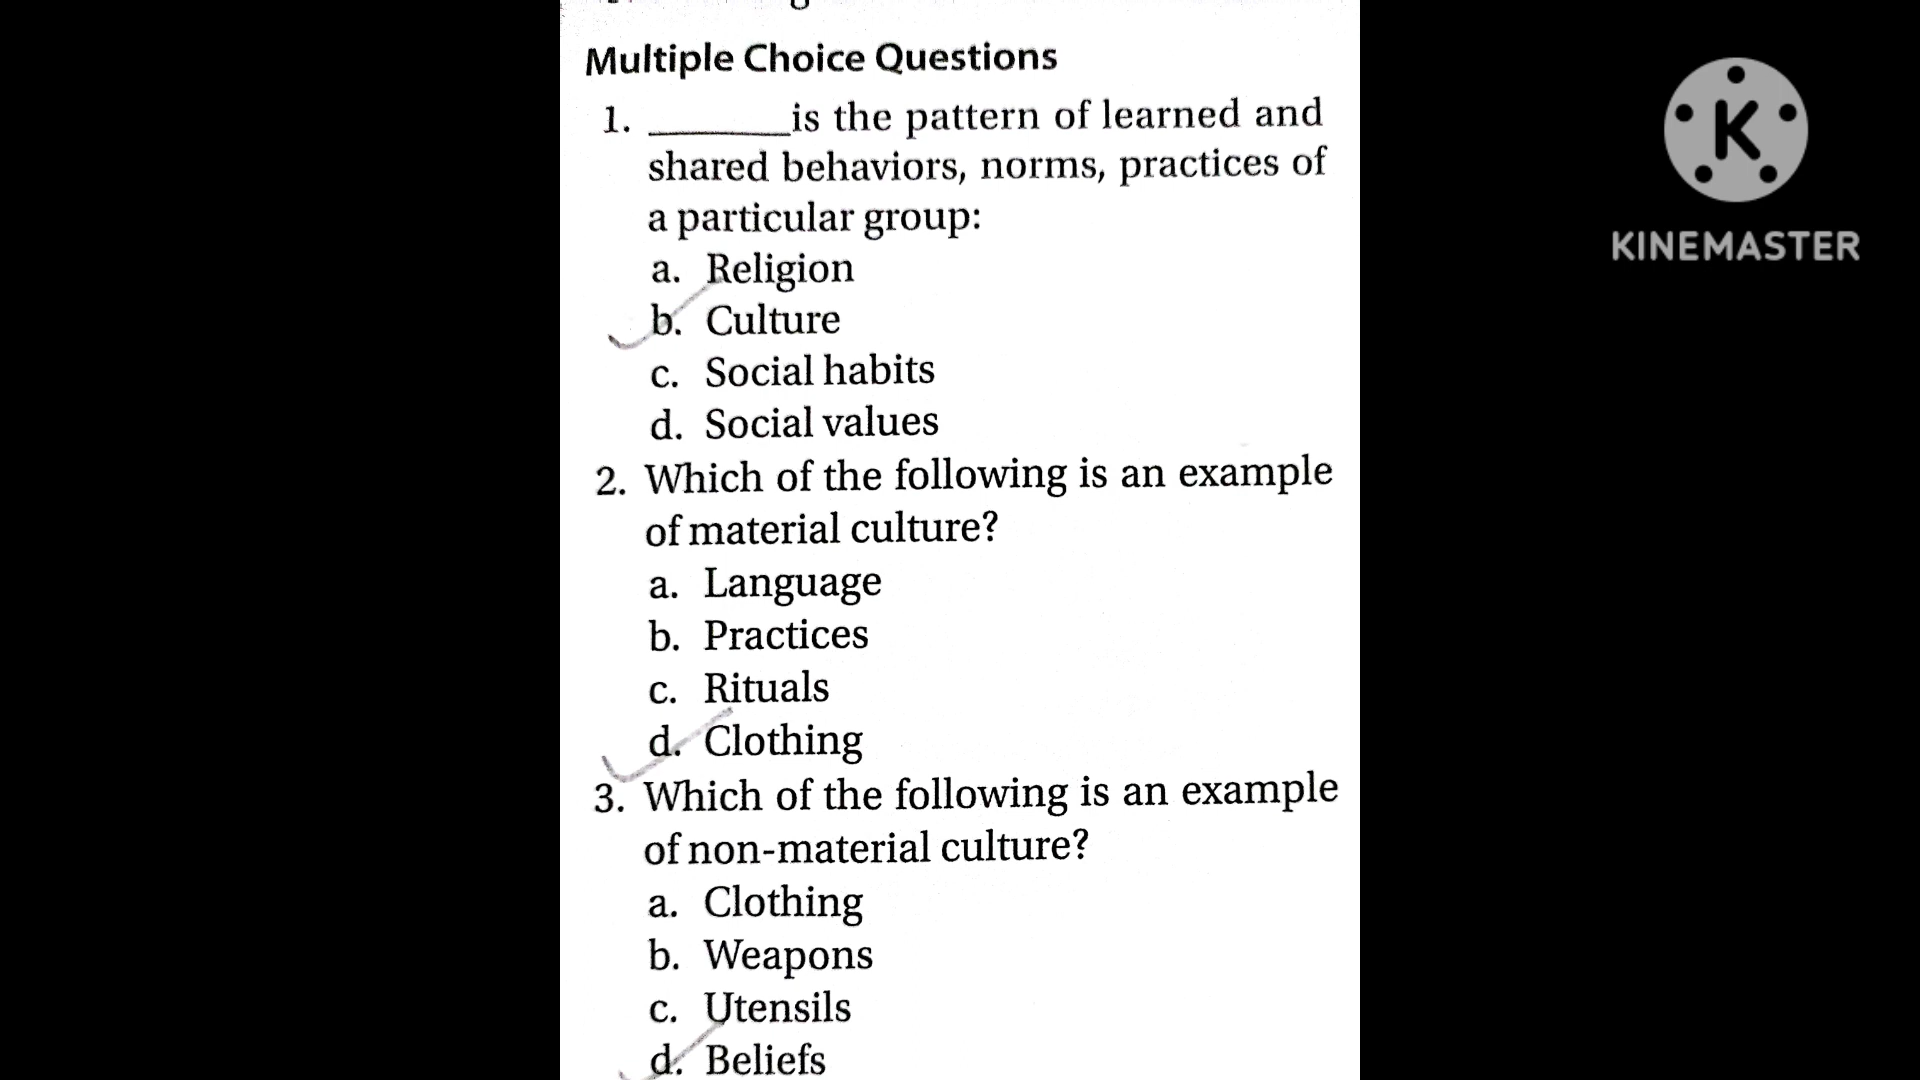 Multiple Choice Questions
1. ______is the pattern of learned and
shared behaviors, norms, practices of
a particular group:
a. Religion
b. Culture
c. Social habits
d. Social values
2. Which of the following is an example
of material culture?
a. Language
b. Practices
c. Rituals
d. Clothing
3. Which of the following is an example
of non-material culture?
a. Clothing
b. Weapons
c. Utensils
d. Beliefs
K
KINEMASTER